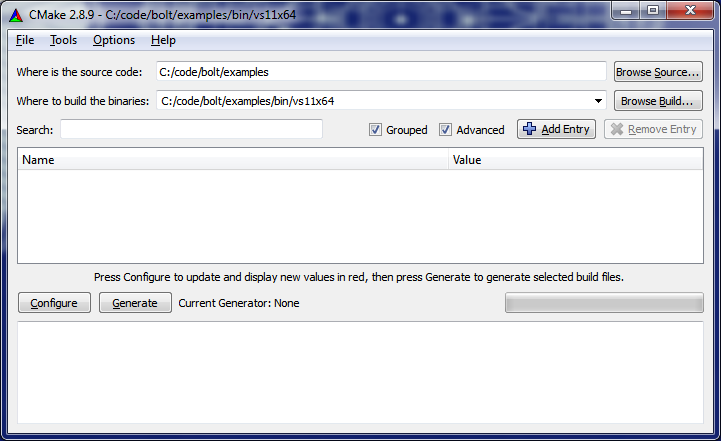 CMake 2.8.9 - C:/code/bolt/examples/bin/vs11x64
File Tools Options Help
Where is the source code: C:/code/bolt/examples Browse Source...
Where to build the binaries: C:/code/bolt/examples/bin/vs11x64 Browse Build...
Search: Grouped Advanced Add Entry Remove Entry
Name Value
Press Configure to update and display new values in red, then press Generate to generate selected build files.
Configure Generate Current Generator: None